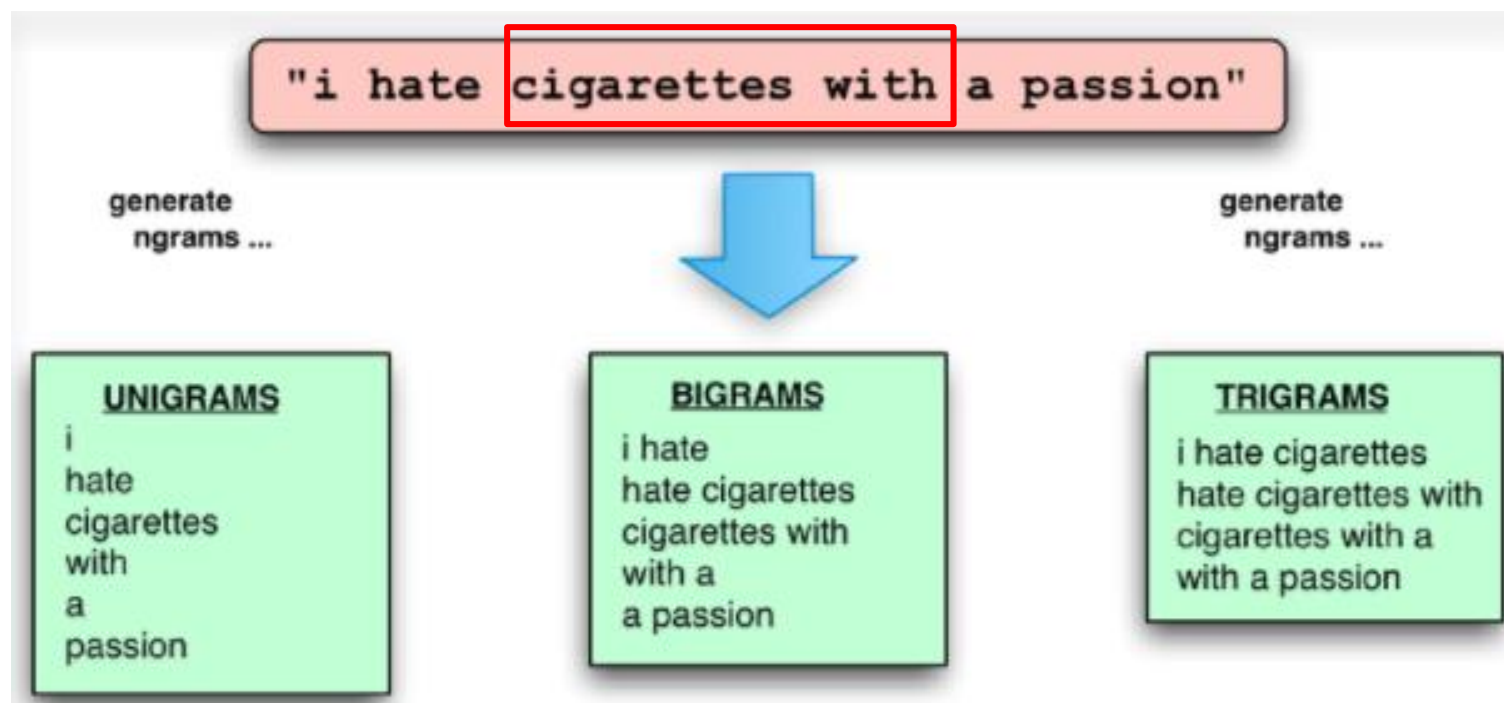 "i hate cigarettes with a passion"
generate
ngrams ...
generate
ngrams ...
UNIGRAMS
i
hate
cigarettes
with
a
passion
BIGRAMS
i hate
hate cigarettes
cigarettes with
with a
a passion
TRIGRAMS
i hate cigarettes
hate cigarettes with
cigarettes with a
with a passion